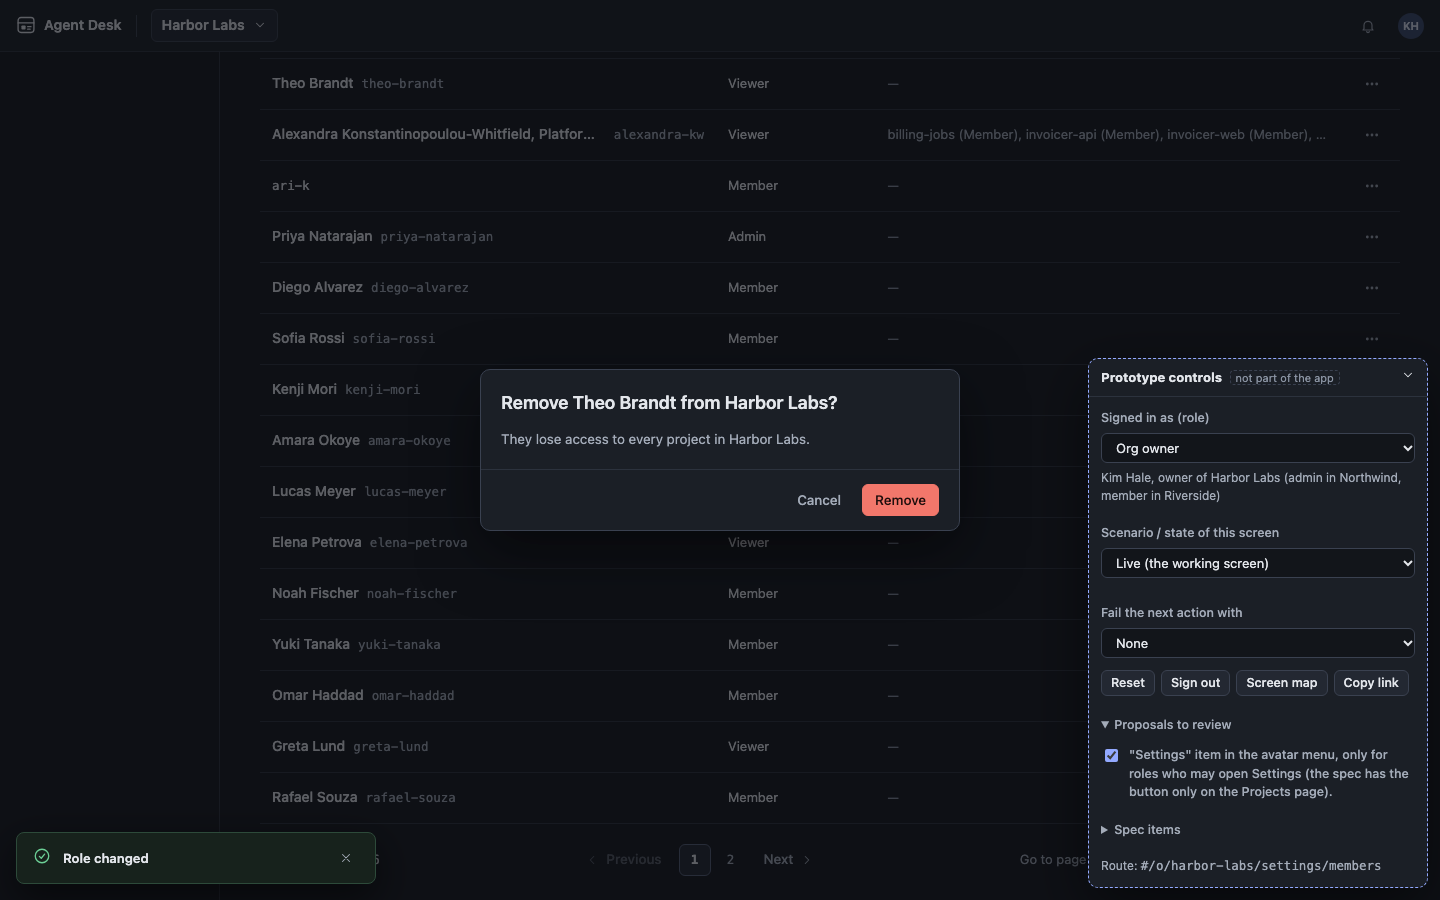 Agent Desk
Harbor Labs
KH
Theo Brandt theo-brandt Viewer —
Alexandra Konstantinopoulou-Whitfield, Platfor... alexandra-kw Viewer billing-jobs (Member), invoicer-api (Member), invoicer-web (Member), ...
ari-k Member —
Priya Natarajan priya-natarajan Admin —
Diego Alvarez diego-alvarez Member —
Sofia Rossi sofia-rossi Member —
Kenji Mori kenji-mori
Amara Okoye amara-okoye
Lucas Meyer lucas-meyer
Elena Petrova elena-petrova Viewer —
Noah Fischer noah-fischer Member —
Yuki Tanaka yuki-tanaka Member —
Omar Haddad omar-haddad Member —
Greta Lund greta-lund Viewer —
Rafael Souza rafael-souza Member —
Previous 1 2 Next Go to page
Remove Theo Brandt from Harbor Labs?
They lose access to every project in Harbor Labs.
Cancel Remove
Role changed
Prototype controls not part of the app
Signed in as (role)
Org owner
Kim Hale, owner of Harbor Labs (admin in Northwind,
member in Riverside)
Scenario / state of this screen
Live (the working screen)
Fail the next action with
None
Reset Sign out Screen map Copy link
Proposals to review
"Settings" item in the avatar menu, only for
roles who may open Settings (the spec has the
button only on the Projects page).
Spec items
Route: #/o/harbor-labs/settings/members